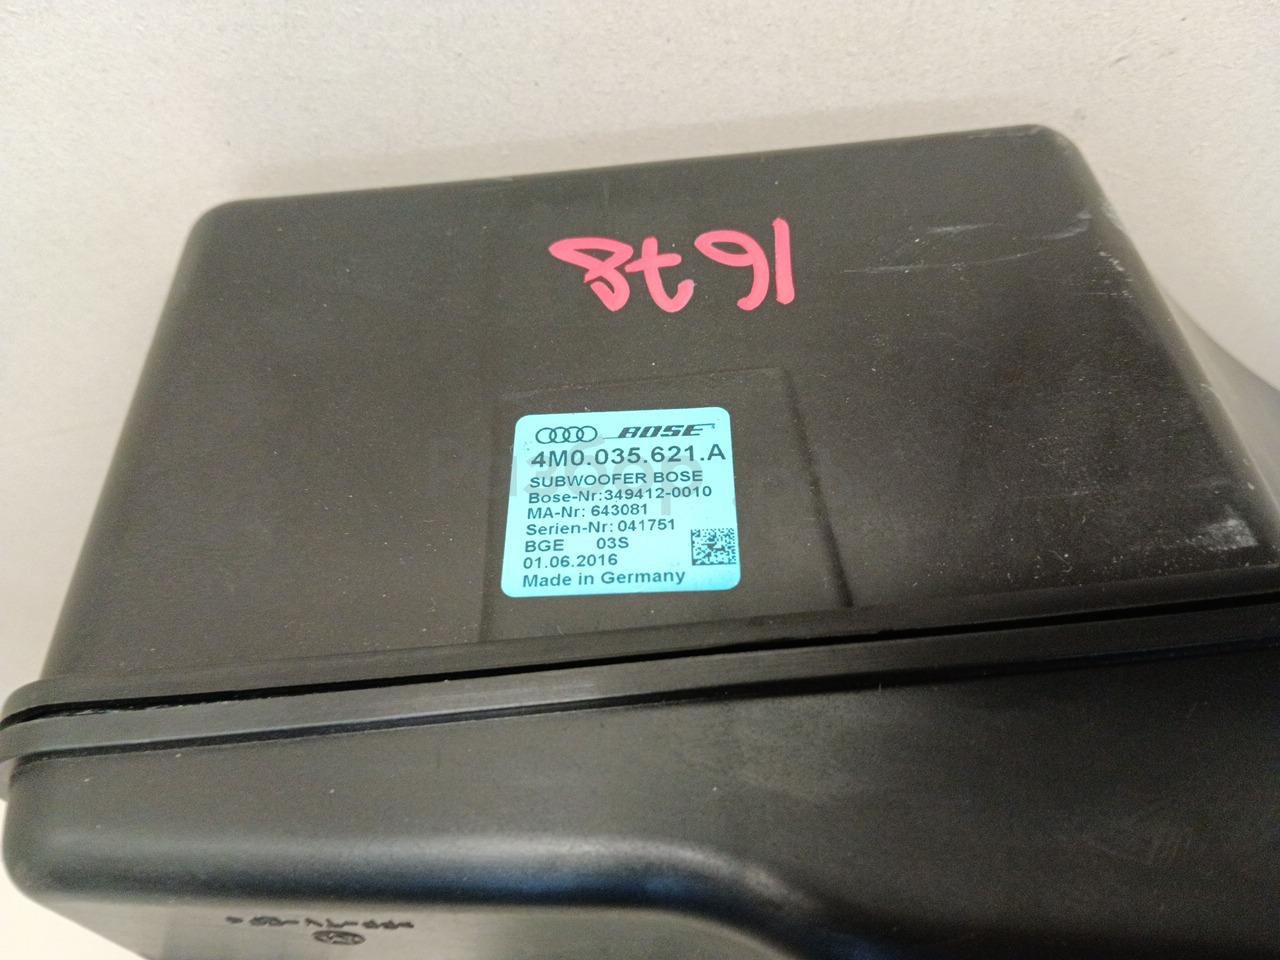 1678
BOSE
4M0.035.621.A
SUBWOOFER BOSE
Bose-Nr:349412-0010
MA-Nr: 643081
Serien-Nr: 041751
BGE 03S
01.06.2016
Made in Germany